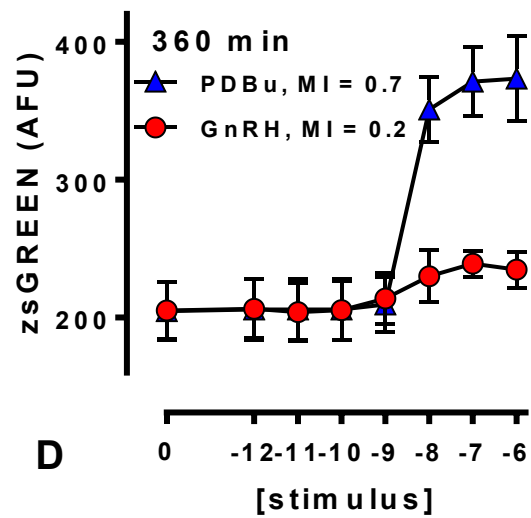 400
360 min
PDBu, MI = 0.7
GnRH, MI = 0.2
300
200
zsGREEN (AFU)
0 -12 -11 -10 -9 -8 -7 -6
D
[stimulus]